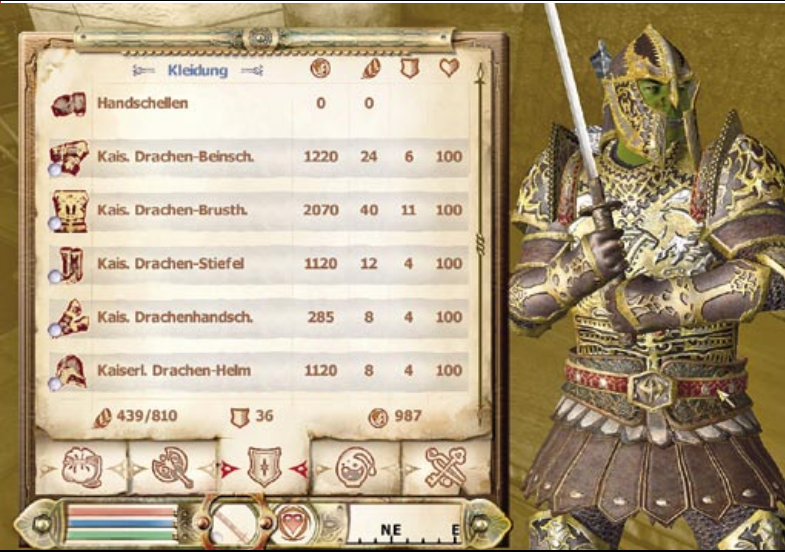 Kleidung
Handschellen 0 0
Kais. Drachen-Beinsch. 1220 24 6 100
Kais. Drachen-Brusth. 2070 40 11 100
Kais. Drachen-Stiefel 1120 12 4 100
Kais. Drachenhandsch. 285 8 4 100
Kaiserl. Drachen-Helm 1120 8 4 100
439/810 36 987
NE E